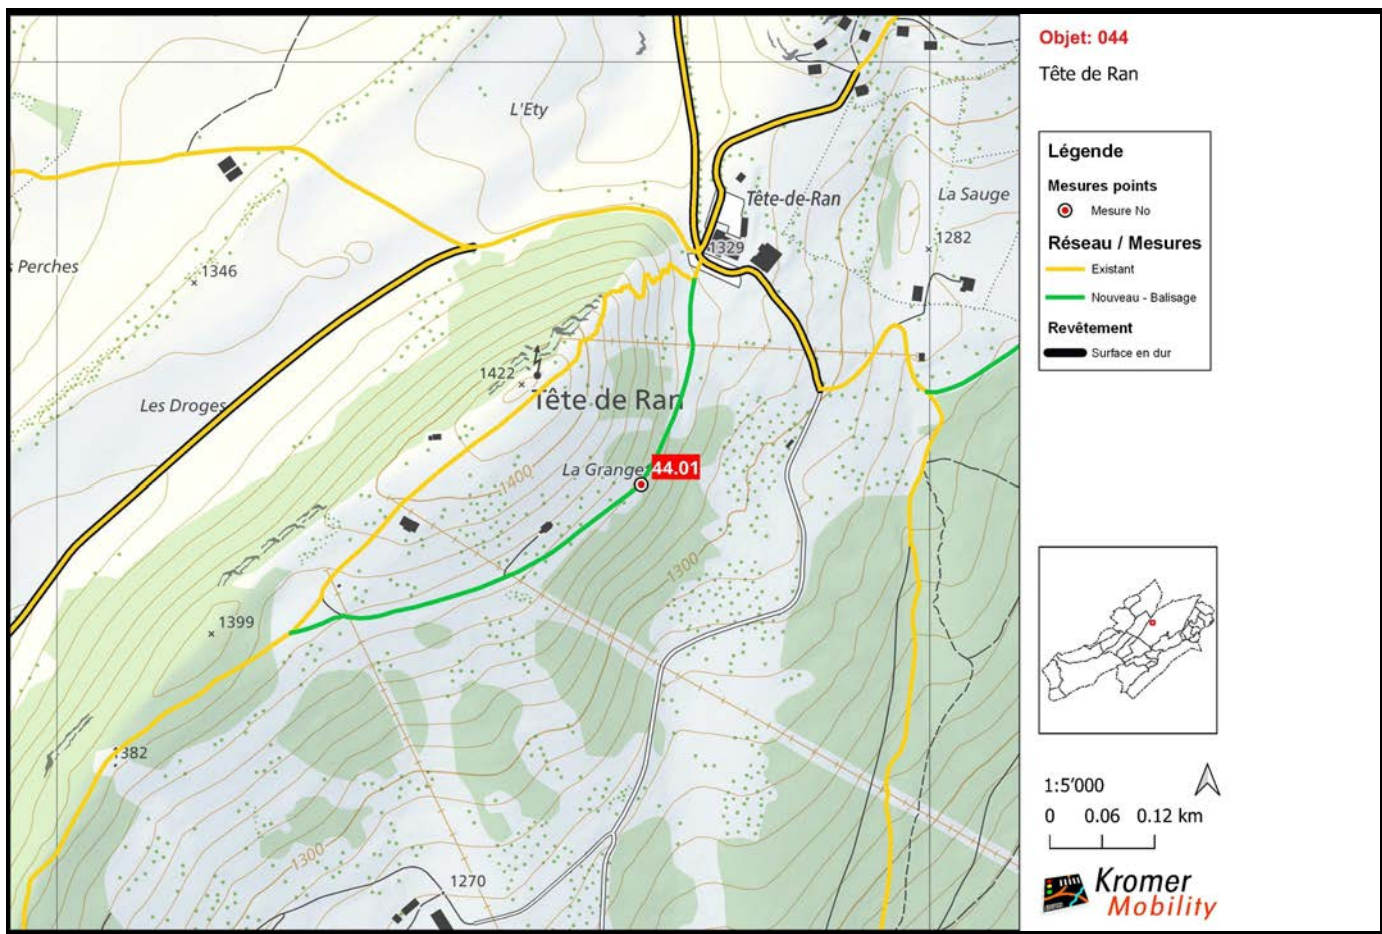 L'Ety
Tête-de-Ran
La Sauge
1329
1282
Perches
1346
1422
Tête de Ran
Les Droges
La Grange
44.01
1400
1300
1399
1382
1300
1270
Objet: 044
Tête de Ran
Légende
Mesures points
Mesure No
Réseau / Mesures
Existant
Nouveau - Balisage
Revêtement
Surface en dur
1:5'000
0 0.06 0.12 km
Kromer
Mobility